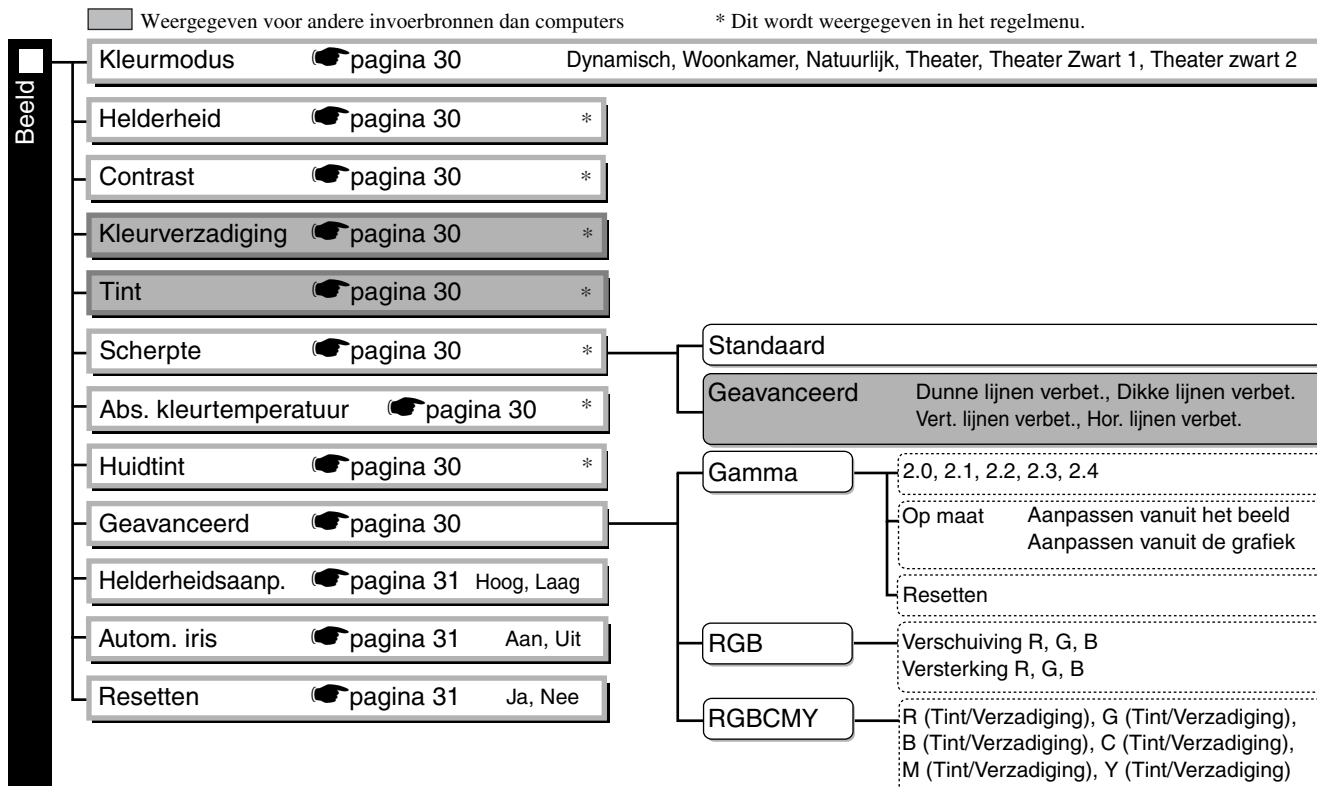 Weergegeven voor andere invoerbronnen dan computers * Dit wordt weergegeven in het regelmenu.
Beeld
Kleurmodus ☛pagina 30 Dynamisch, Woonkamer, Natuurlijk, Theater, Theater Zwart 1, Theater zwart 2
Helderheid ☛pagina 30 *
Contrast ☛pagina 30 *
Kleurverzadiging ☛pagina 30 *
Tint ☛pagina 30 *
Scherpte ☛pagina 30 *
Standaard
Geavanceerd Dunne lijnen verbet., Dikke lijnen verbet.
Vert. lijnen verbet., Hor. lijnen verbet.
Abs. kleurtemperatuur ☛pagina 30 *
Huidtint ☛pagina 30 *
Geavanceerd ☛pagina 30
Gamma 2.0, 2.1, 2.2, 2.3, 2.4
Op maat Aanpassen vanuit het beeld
Aanpassen vanuit de grafiek
Resetten
RGB Verschuiving R, G, B
Versterking R, G, B
RGBCMY R (Tint/Verzadiging), G (Tint/Verzadiging),
B (Tint/Verzadiging), C (Tint/Verzadiging),
M (Tint/Verzadiging), Y (Tint/Verzadiging)
Helderheidsaanp. ☛pagina 31 Hoog, Laag
Autom. iris ☛pagina 31 Aan, Uit
Resetten ☛pagina 31 Ja, Nee